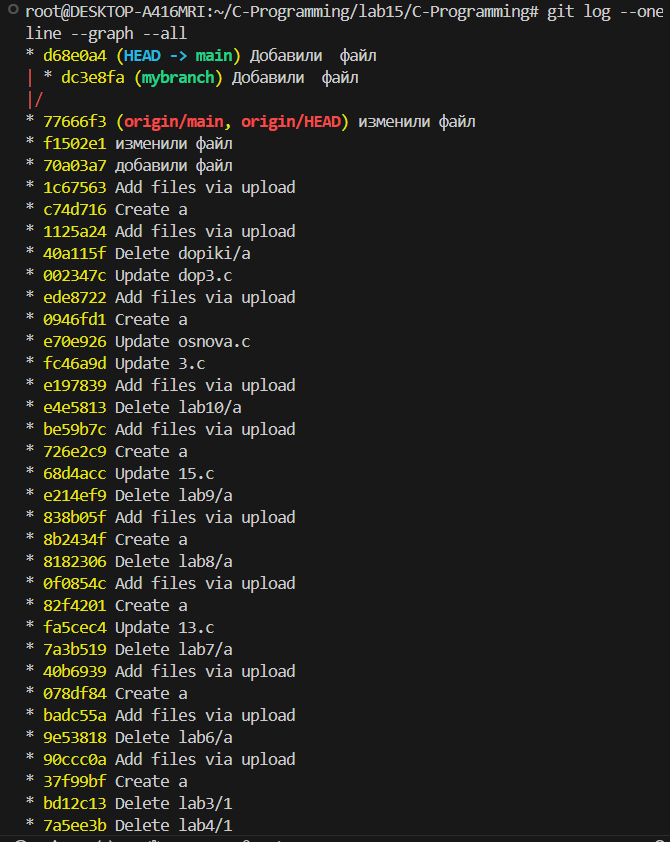 root@DESKTOP-A416MRI:~/C-Programming/lab15/C-Programming# git log --one
line --graph --all
* d68e0a4 (HEAD -> main) Добавили  файл
| * dc3e8fa (mybranch) Добавили  файл
|/
* 77666f3 (origin/main, origin/HEAD) изменили файл
* f1502e1 изменили файл
* 70a03a7 добавили файл
* 1c67563 Add files via upload
* c74d716 Create a
* 1125a24 Add files via upload
* 40a115f Delete dopiki/a
* 002347c Update dop3.c
* ede8722 Add files via upload
* 0946fd1 Create a
* e70e926 Update osnova.c
* fc46a9d Update 3.c
* e197839 Add files via upload
* e4e5813 Delete lab10/a
* be59b7c Add files via upload
* 726e2c9 Create a
* 68d4acc Update 15.c
* e214ef9 Delete lab9/a
* 838b05f Add files via upload
* 8b2434f Create a
* 8182306 Delete lab8/a
* 0f0854c Add files via upload
* 82f4201 Create a
* fa5cec4 Update 13.c
* 7a3b519 Delete lab7/a
* 40b6939 Add files via upload
* 078df84 Create a
* badc55a Add files via upload
* 9e53818 Delete lab6/a
* 90ccc0a Add files via upload
* 37f99bf Create a
* bd12c13 Delete lab3/1
* 7a5ee3b Delete lab4/1